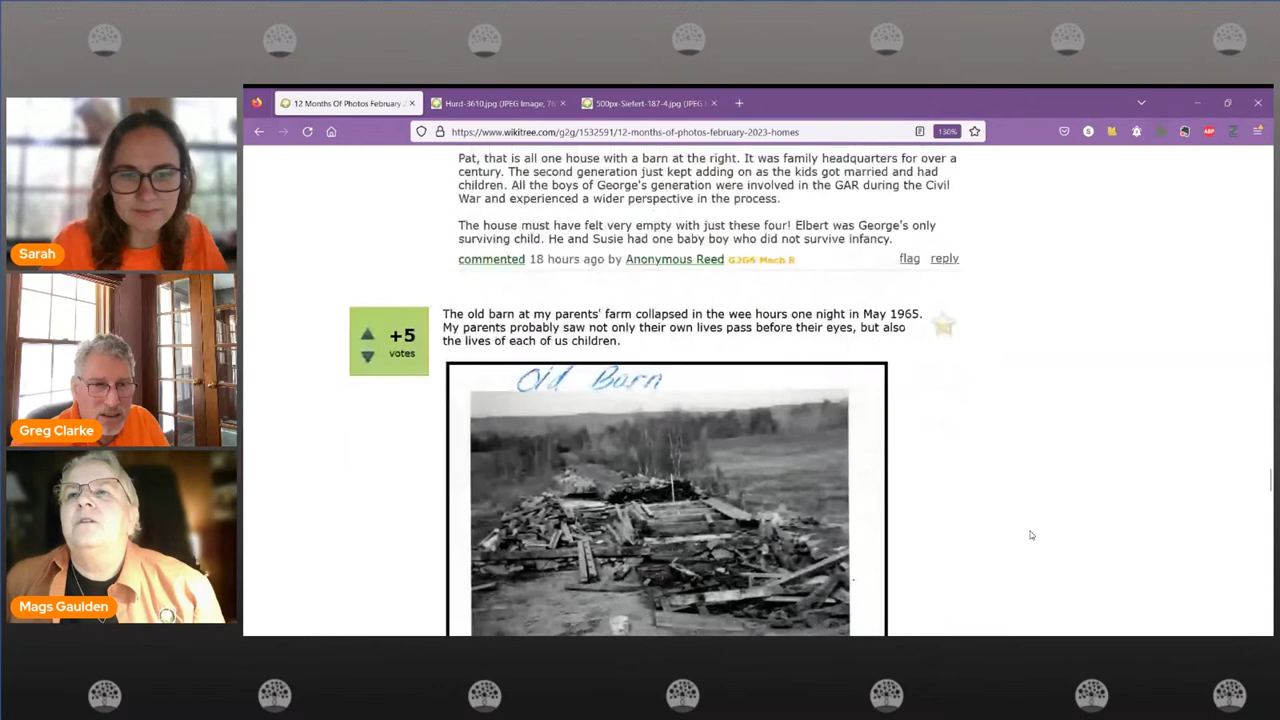 12 Months Of Photos February
Hurd-3610.jpg (JPEG Image, 78
500px-Siefert-187-4.jpg (JPEG I
https://www.wikitree.com/g2g/1532591/12-months-of-photos-february-2023-homes
130%
Pat, that is all one house with a barn at the right. It was family headquarters for over a
century. The second generation just kept adding on as the kids got married and had
children. All the boys of George's generation were involved in the GAR during the Civil
War and experienced a wider perspective in the process.
The house must have felt very empty with just these four! Elbert was George's only
surviving child. He and Susie had one baby boy who did not survive infancy.
commented 18 hours ago by Anonymous Reed G2G6 Mach 8
flag reply
+5
votes
The old barn at my parents' farm collapsed in the wee hours one night in May 1965.
My parents probably saw not only their own lives pass before their eyes, but also
the lives of each of us children.
Old Barn
Sarah
Greg Clarke
Mags Gaulden